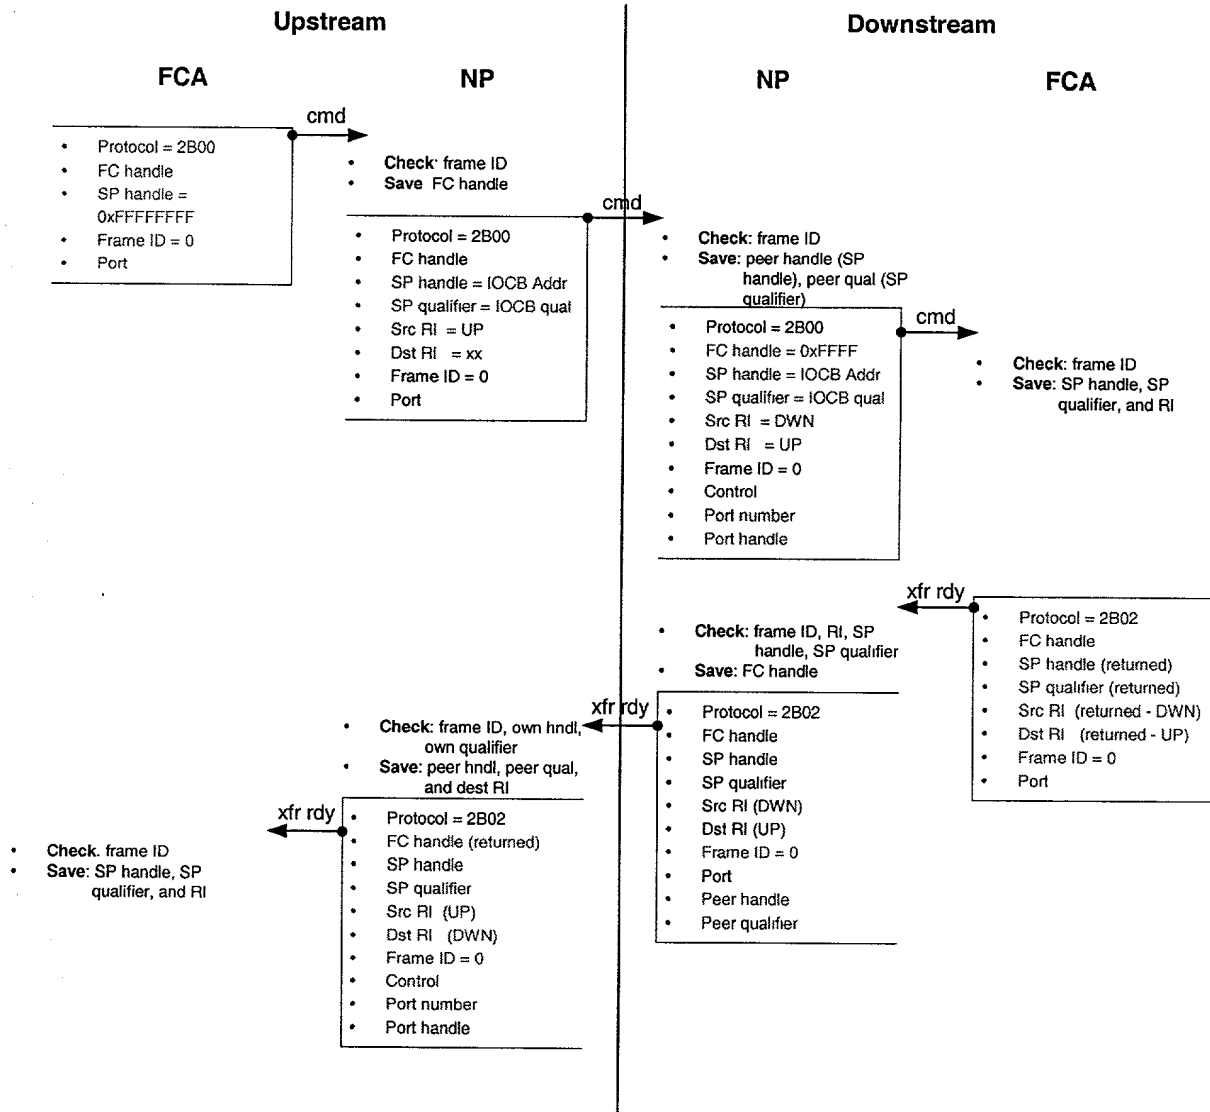 Upstream
Downstream
FCA
NP
NP
FCA
cmd
• Protocol = 2B00
• FC handle
• SP handle =
0xFFFFFFFF
• Frame ID = 0
• Port
• Check: frame ID
• Save FC handle
cmd
• Protocol = 2B00
• FC handle
• SP handle = IOCB Addr
• SP qualifier = IOCB qual
• Src RI = UP
• Dst RI = xx
• Frame ID = 0
• Port
• Check: frame ID
• Save: peer handle (SP
handle), peer qual (SP
qualifier)
cmd
• Protocol = 2B00
• FC handle = 0xFFFF
• SP handle = IOCB Addr
• SP qualifier = IOCB qual
• Src RI = DWN
• Dst RI = UP
• Frame ID = 0
• Control
• Port number
• Port handle
• Check: frame ID
• Save: SP handle, SP
qualifier, and RI
xfr rdy
• Protocol = 2B02
• FC handle
• SP handle (returned)
• SP qualifier (returned)
• Src RI (returned - DWN)
• Dst RI (returned - UP)
• Frame ID = 0
• Port
• Check: frame ID, RI, SP
handle, SP qualifier
• Save: FC handle
xfr rdy
• Protocol = 2B02
• FC handle
• SP handle
• SP qualifier
• Src RI (DWN)
• Dst RI (UP)
• Frame ID = 0
• Port
• Peer handle
• Peer qualifier
• Check: frame ID, own hndl,
own qualifier
• Save: peer hndl, peer qual,
and dest RI
xfr rdy
• Protocol = 2B02
• FC handle (returned)
• SP handle
• SP qualifier
• Src RI (UP)
• Dst RI (DWN)
• Frame ID = 0
• Control
• Port number
• Port handle
• Check. frame ID
• Save: SP handle, SP
qualifier, and RI